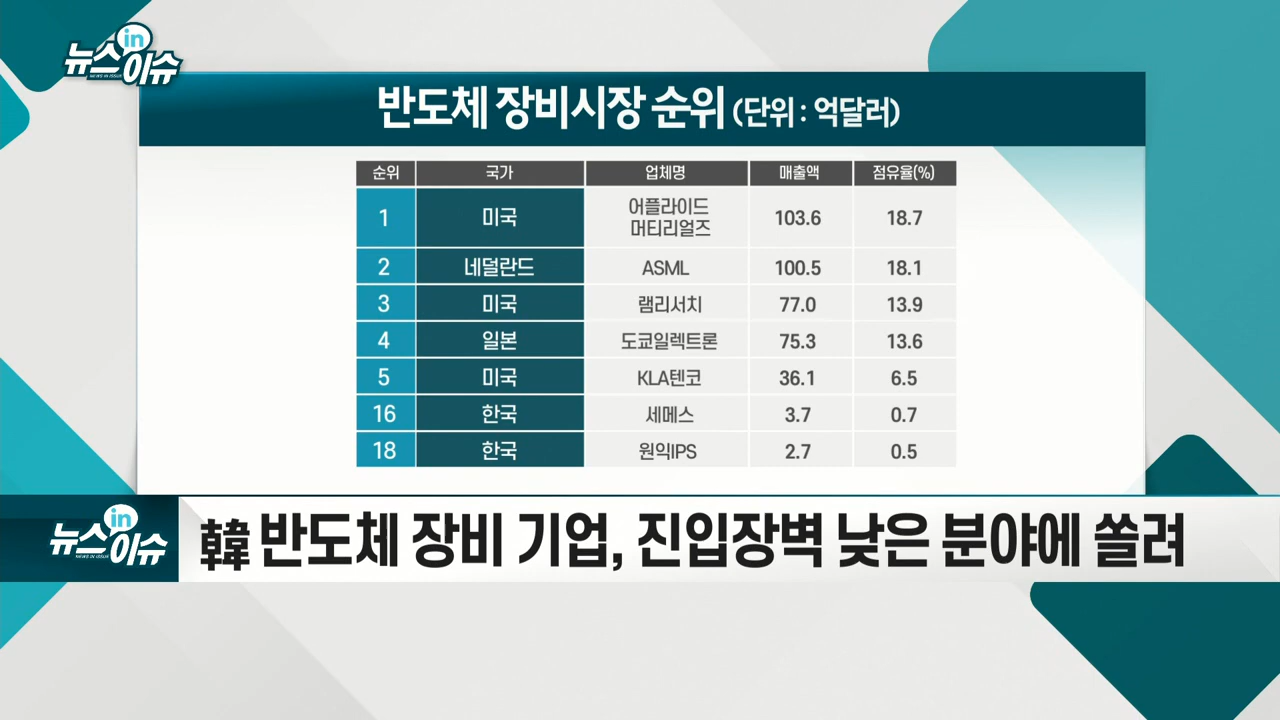 뉴스in이슈
NEWS IN ISSUE
반도체 장비시장 순위 (단위 : 억달러)
순위 국가 업체명 매출액 점유율(%)
1 미국 어플라이드 머티리얼즈 103.6 18.7
2 네덜란드 ASML 100.5 18.1
3 미국 램리서치 77.0 13.9
4 일본 도쿄일렉트론 75.3 13.6
5 미국 KLA텐코 36.1 6.5
16 한국 세메스 3.7 0.7
18 한국 원익IPS 2.7 0.5
뉴스in이슈
NEWS IN ISSUE
韓 반도체 장비 기업, 진입장벽 낮은 분야에 쏠려